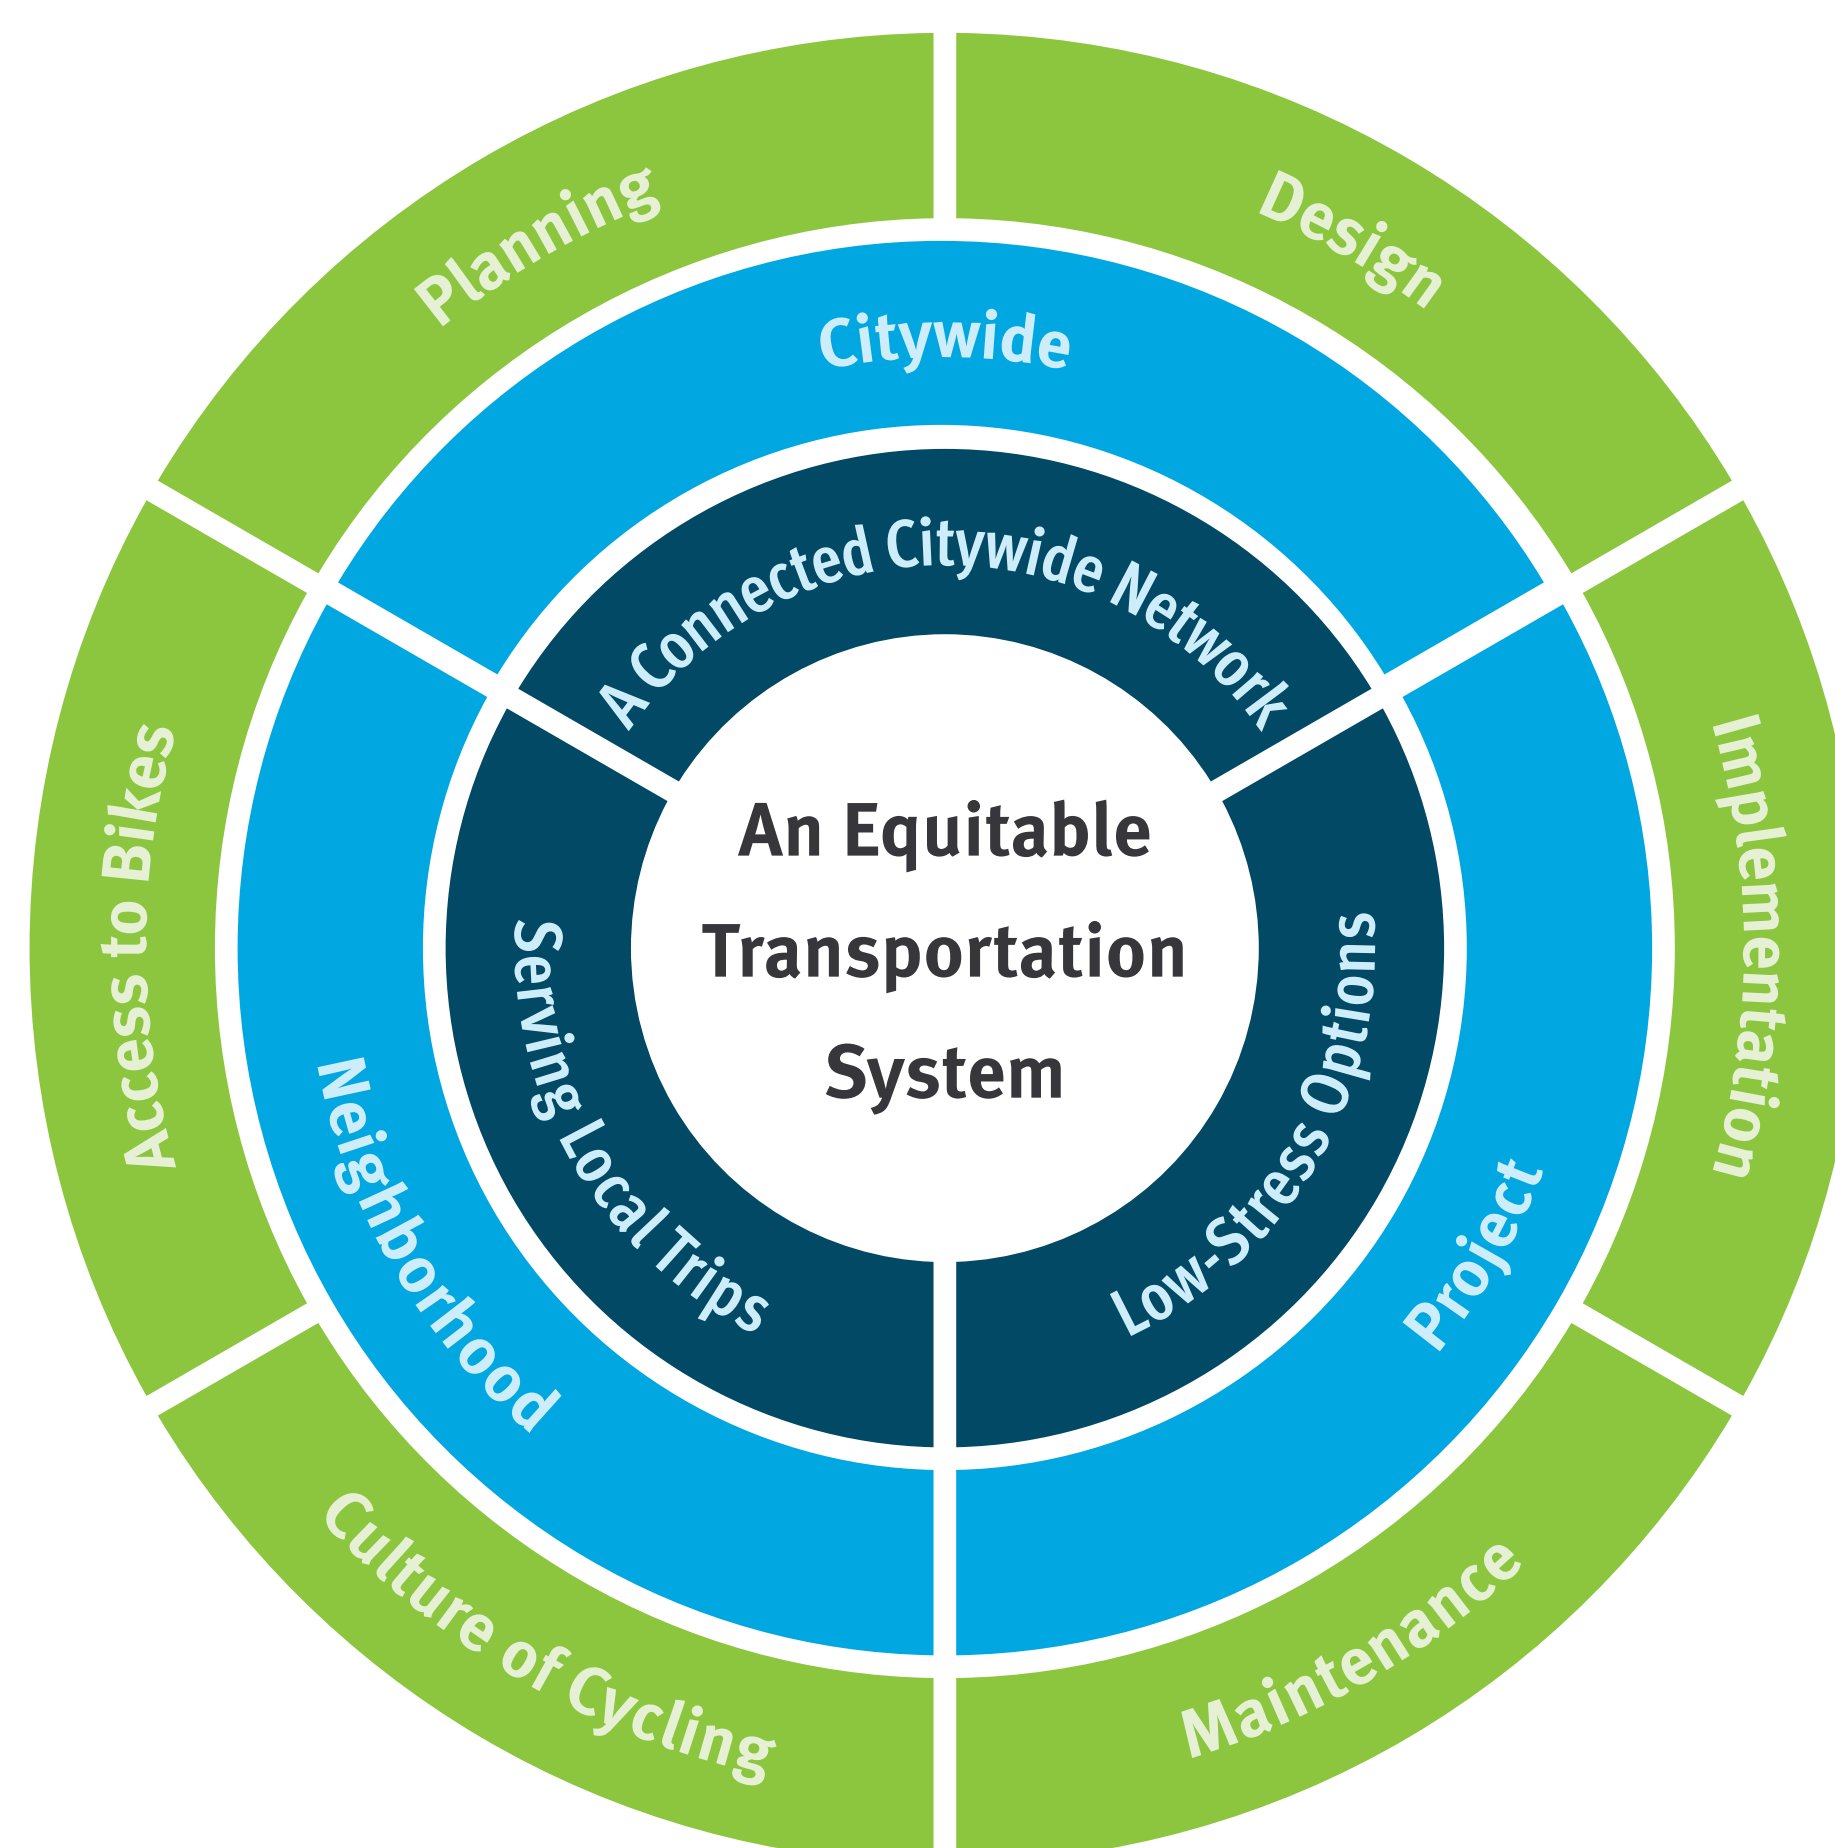 Planning
Design
Citywide
A Connected Citywide Network
Access to Bikes
Implementation
An Equitable
Transportation
System
Serving Local Trips
Low-Stress Options
Neighborhood
Project
Culture of Cycling
Maintenance